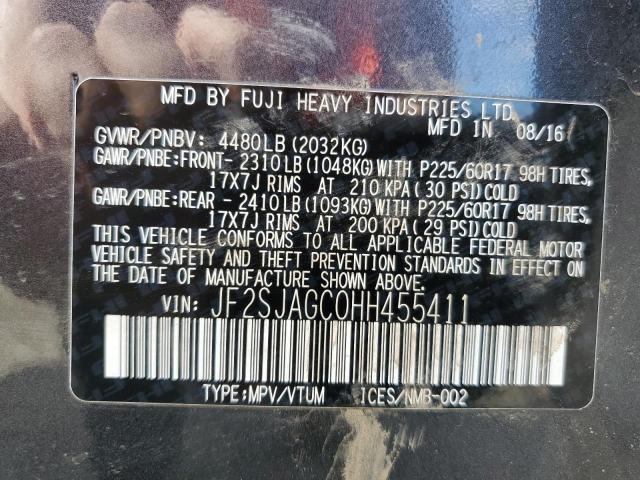 MFD BY FUJI HEAVY INDUSTRIES LTD.
MFD IN 08/16
GVWR/PNBV: 4480LB (2032KG)
GAWR/PNBE:FRONT- 2310LB (1048KG) WITH P225/60R17 98H TIRES,
17X7J RIMS AT 210 KPA (30 PSI) COLD
GAWR/PNBE:REAR - 2410LB (1093KG) WITH P225/60R17 98H TIRES,
17X7J RIMS AT 200 KPA (29 PSI) COLD
THIS VEHICLE CONFORMS TO ALL APPLICABLE FEDERAL MOTOR
VEHICLE SAFETY AND THEFT PREVENTION STANDARDS IN EFFECT ON
THE DATE OF MANUFACTURE SHOWN ABOVE.
VIN: JF2SJAGC0HH455411
TYPE:MPV/VTUM ICES/NMB-002